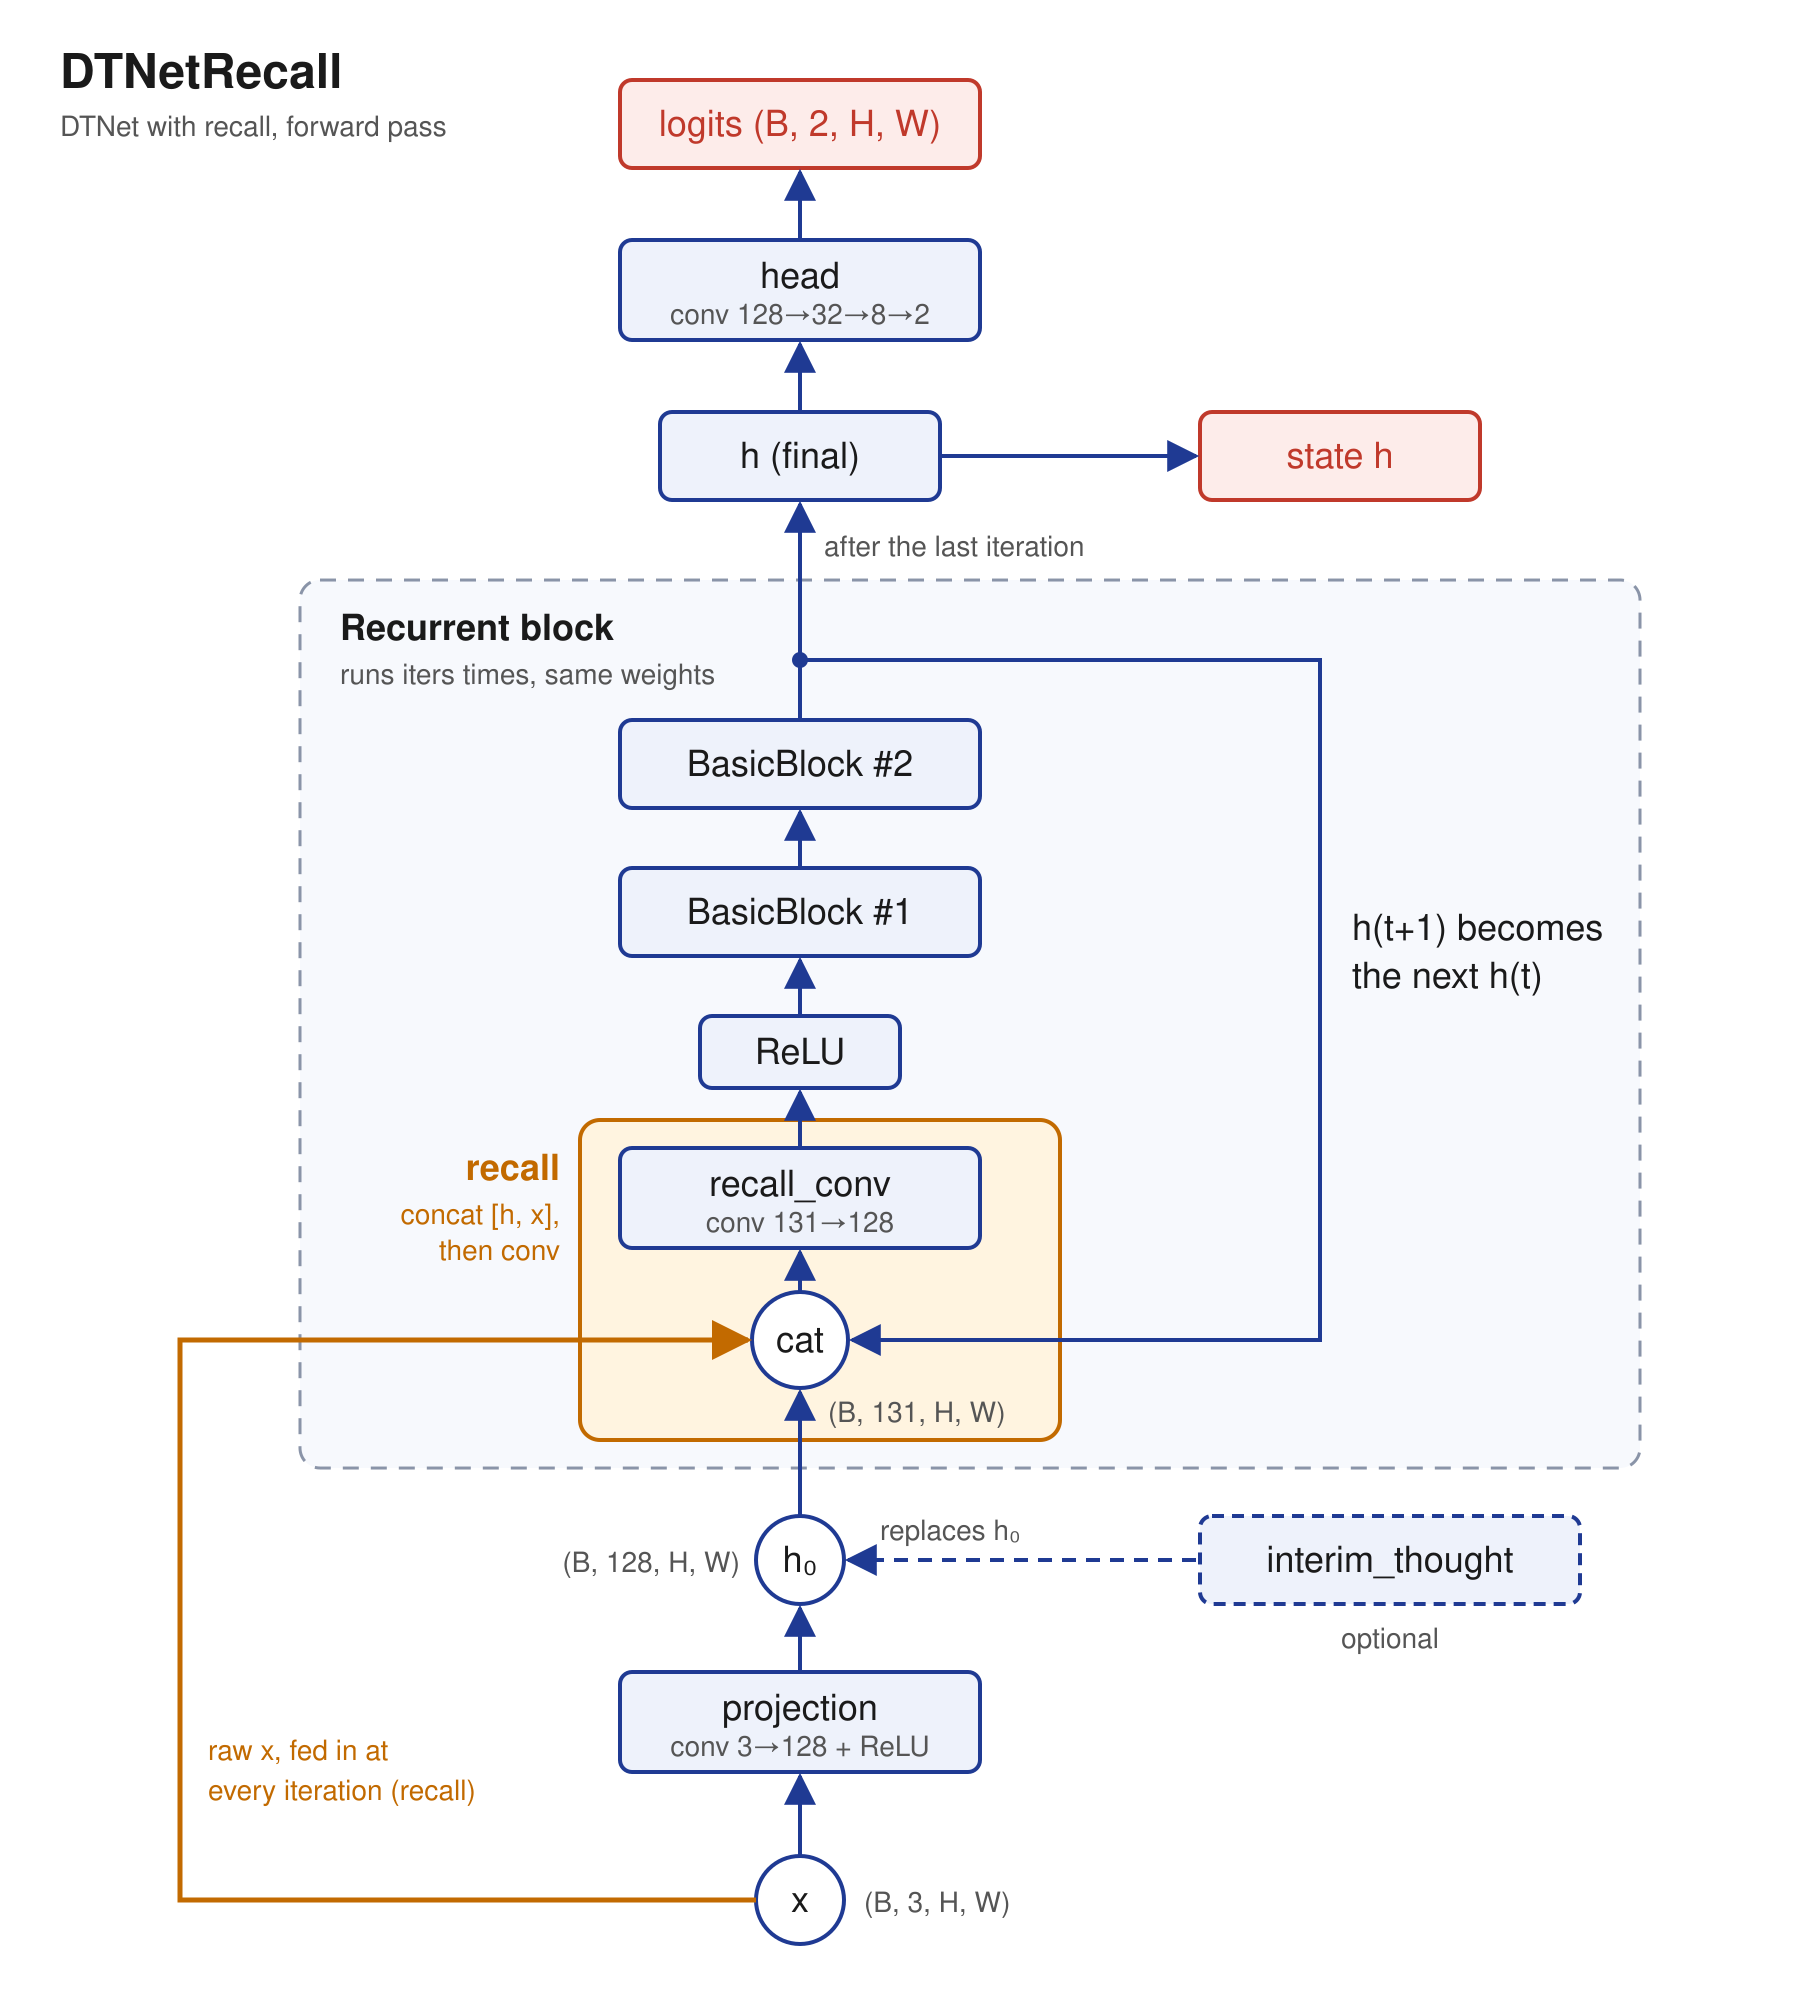 DTNetRecall
DTNet with recall, forward pass
logits (B, 2, H, W)
head
conv 128→32→8→2
h (final)
state h
after the last iteration
Recurrent block
runs iters times, same weights
BasicBlock #2
BasicBlock #1
h(t+1) becomes
the next h(t)
ReLU
recall
concat [h, x],
then conv
recall_conv
conv 131→128
cat
(B, 131, H, W)
(B, 128, H, W)
h₀
replaces h₀
interim_thought
optional
projection
conv 3→128 + ReLU
raw x, fed in at
every iteration (recall)
x
(B, 3, H, W)